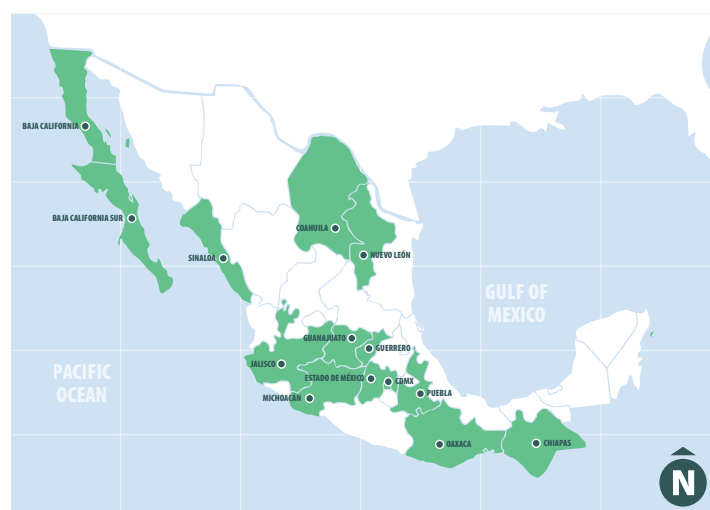 BAJA CALIFORNIA
BAJA CALIFORNIA SUR
COAHUILA
SINALOA
NUEVO LEÓN
GULF OF
MEXICO
GUANAJUATO
GUERRERO
JALISCO
PACIFIC
OCEAN
ESTADO DE MÉXICO
CDMX
MICHOACÁN
PUEBLA
OAXACA
CHIAPAS
N